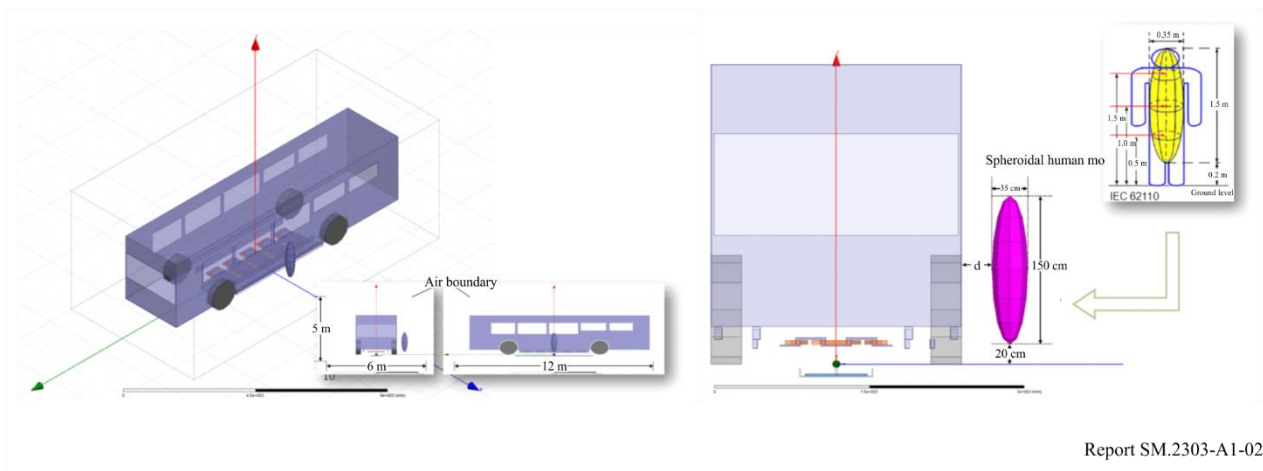 Air boundary
5 m
6 m
12 m
10
0.35 m
1.5 m
1.5 m
1.0 m
0.5 m
0.2 m
Ground level
IEC 62110
Spheroidal human mo
35 cm
d
150 cm
20 cm
Report SM.2303-A1-02